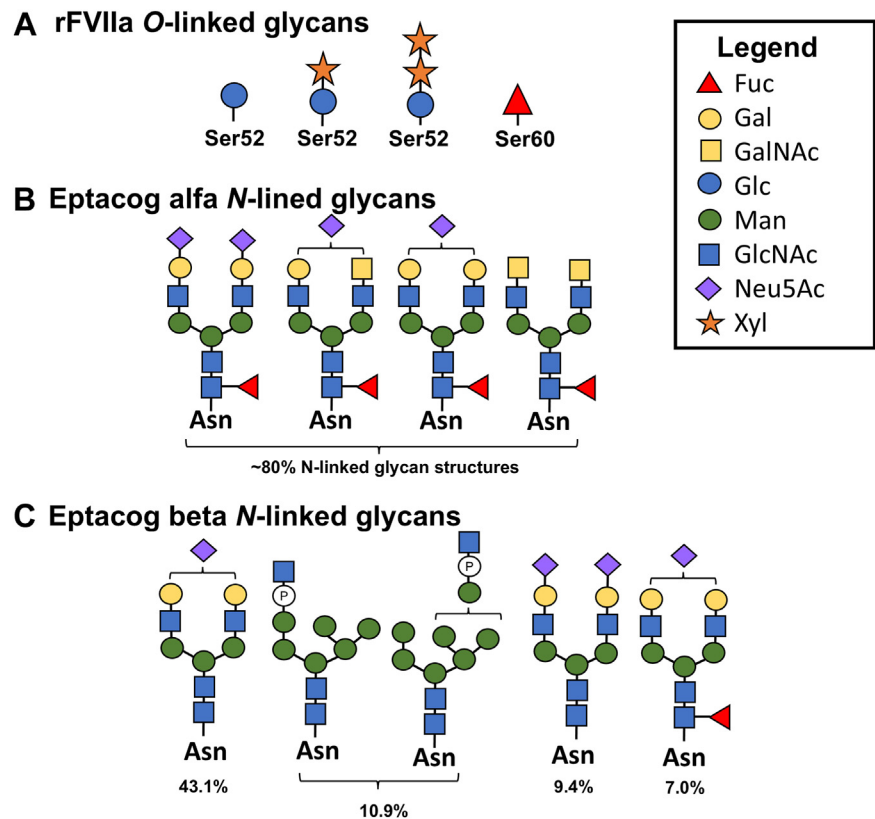 A rFVIIa O-linked glycans
Ser52
Ser52
Ser52
Ser60
Legend
Fuc
Gal
GalNAc
Glc
Man
GlcNAc
Neu5Ac
Xyl
B Eptacog alfa N-lined glycans
Asn
Asn
Asn
Asn
~80% N-linked glycan structures
C Eptacog beta N-linked glycans
P
P
Asn
Asn
Asn
Asn
Asn
43.1%
10.9%
9.4%
7.0%